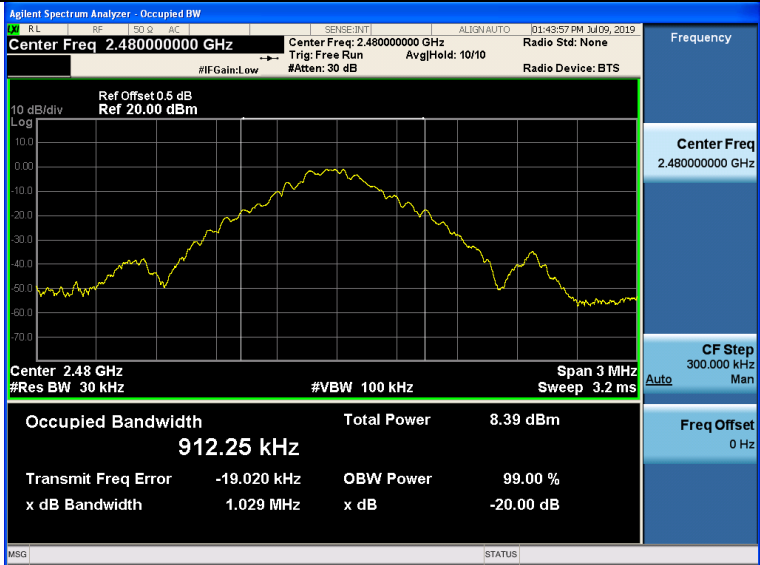 Agilent Spectrum Analyzer - Occupied BW
LXI RL RF 50 Ω AC SENSE:INT ALIGN AUTO 01:43:57 PM Jul 09, 2019
Center Freq 2.480000000 GHz
Center Freq: 2.480000000 GHz Radio Std: None
Trig: Free Run Avg|Hold: 10/10
#IFGain:Low #Atten: 30 dB Radio Device: BTS
Frequency
Ref Offset 0.5 dB
10 dB/div Ref 20.00 dBm
Log
10.0
0.00
-10.0
-20.0
-30.0
-40.0
-50.0
-60.0
-70.0
Center 2.48 GHz Span 3 MHz
#Res BW 30 kHz #VBW 100 kHz Sweep 3.2 ms
Center Freq
2.480000000 GHz
CF Step
300.000 kHz
Auto Man
Freq Offset
0 Hz
Occupied Bandwidth Total Power 8.39 dBm
912.25 kHz
Transmit Freq Error -19.020 kHz OBW Power 99.00 %
x dB Bandwidth 1.029 MHz x dB -20.00 dB
MSG STATUS